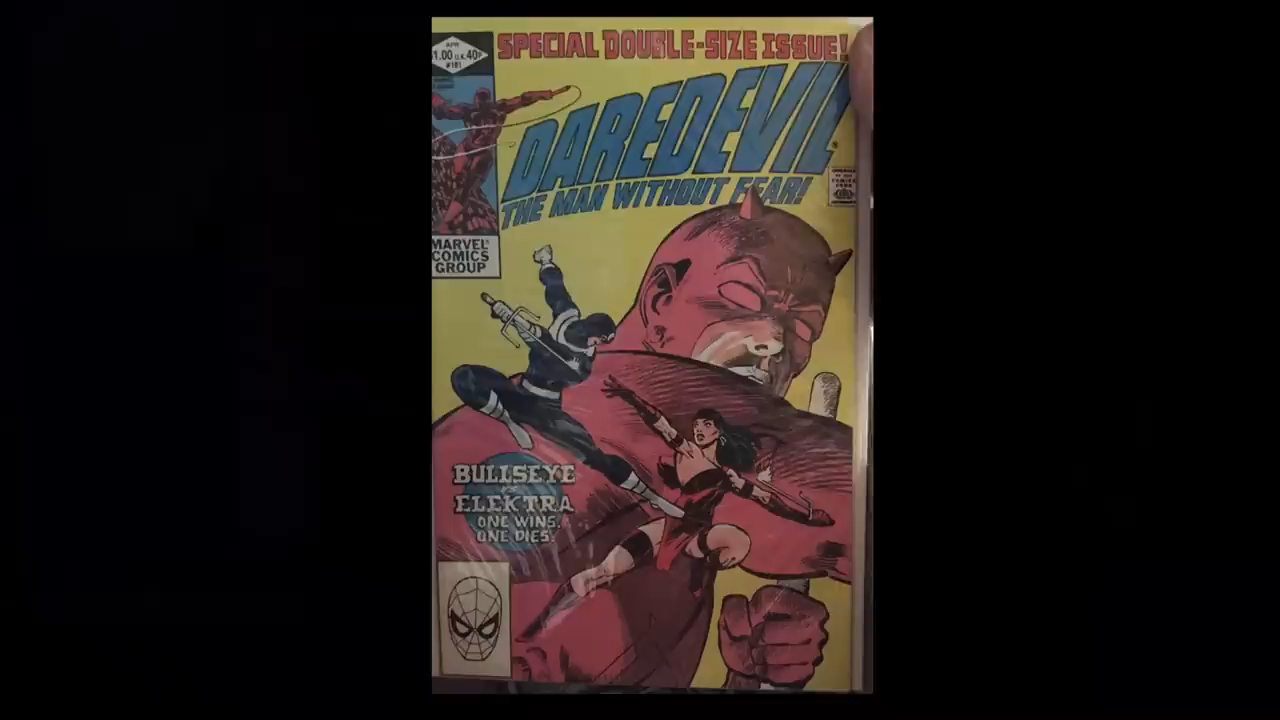 APR
1.00 U.K. 40P
#181
SPECIAL DOUBLE-SIZE ISSUE!
DAREDEVIL
THE MAN WITHOUT FEAR!
MARVEL
COMICS
GROUP
BULLSEYE
VS
ELEKTRA
ONE WINS.
ONE DIES.